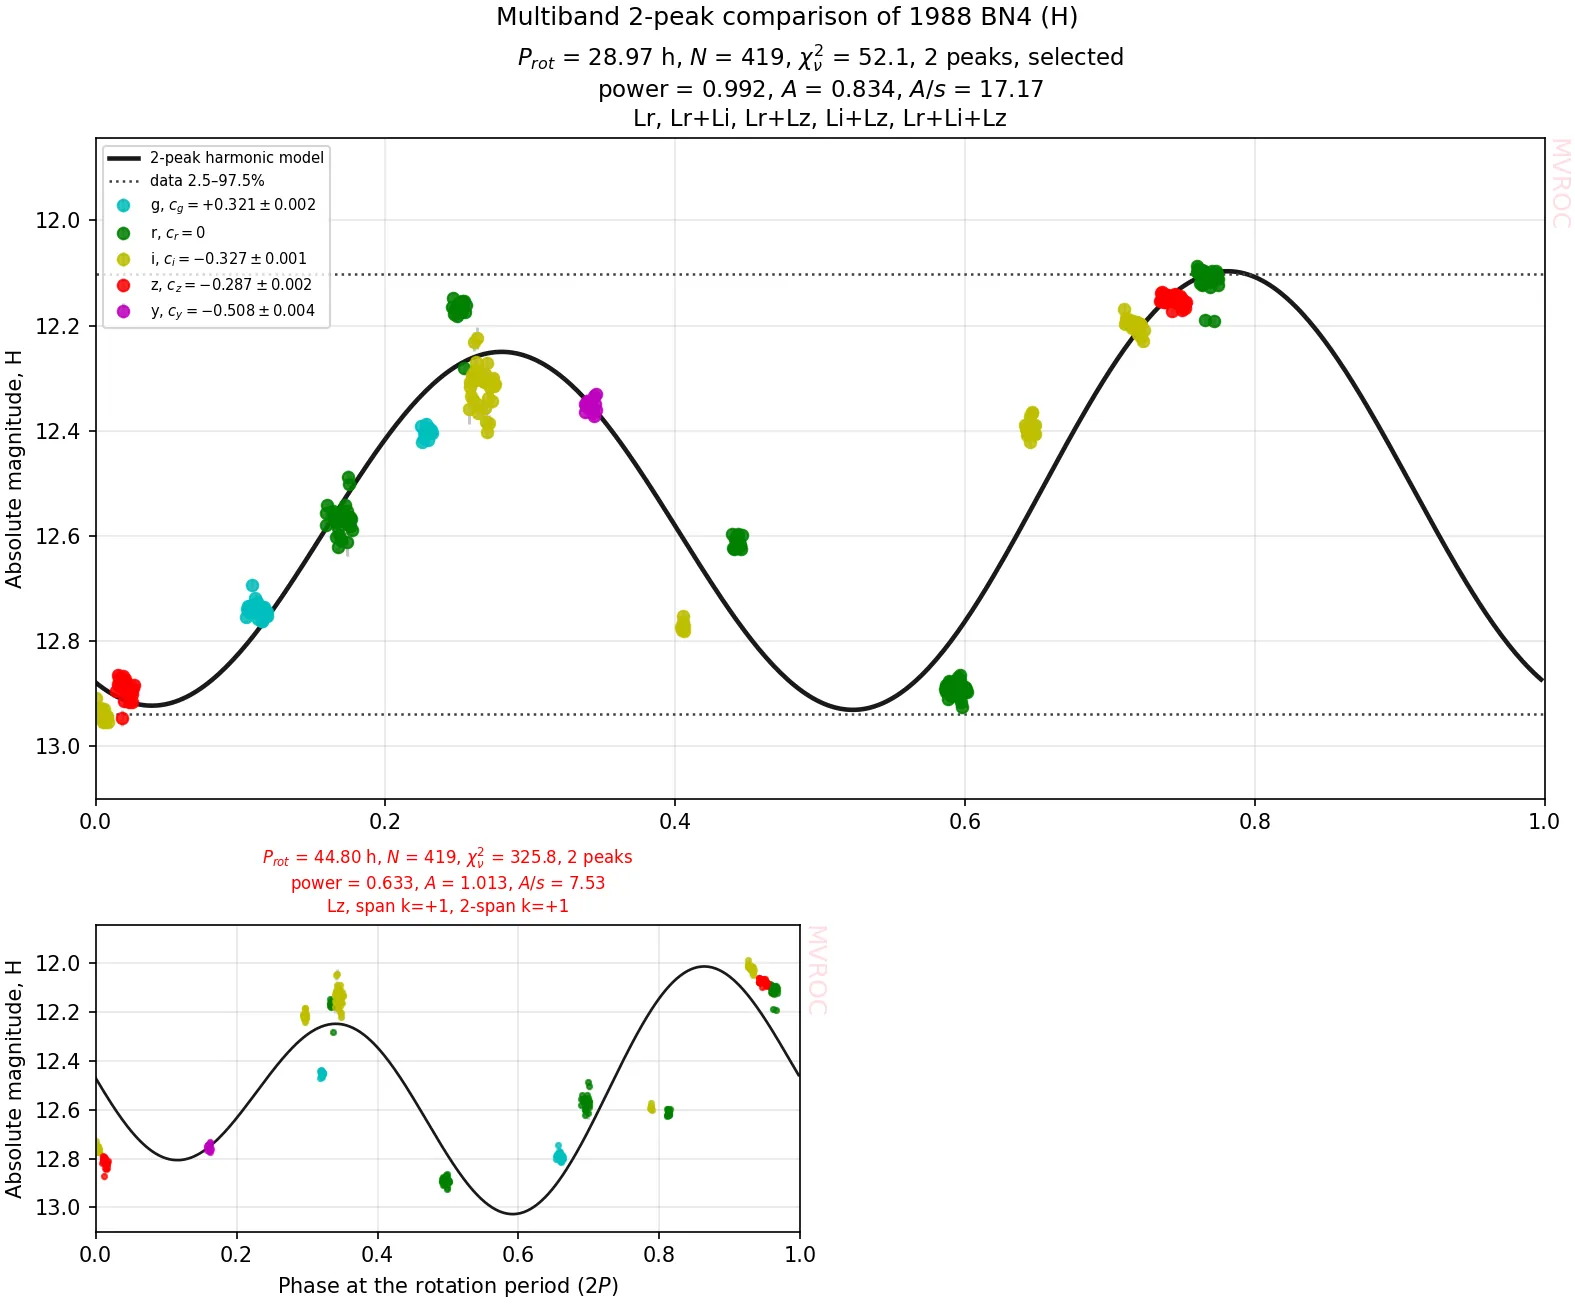 Multiband 2-peak comparison of 1988 BN4 (H)
P_rot = 28.97 h, N = 419, χ²_ν = 52.1, 2 peaks, selected
power = 0.992, A = 0.834, A/s = 17.17
Lr, Lr+Li, Lr+Lz, Li+Lz, Lr+Li+Lz
2-peak harmonic model
data 2.5–97.5%
g, c_g = +0.321 ± 0.002
r, c_r = 0
i, c_i = −0.327 ± 0.001
z, c_z = −0.287 ± 0.002
y, c_y = −0.508 ± 0.004
MVROC
Absolute magnitude, H
12.0
12.2
12.4
12.6
12.8
13.0
0.0 0.2 0.4 0.6 0.8 1.0
P_rot = 44.80 h, N = 419, χ²_ν = 325.8, 2 peaks
power = 0.633, A = 1.013, A/s = 7.53
Lz, span k=+1, 2-span k=+1
MVROC
Absolute magnitude, H
12.0
12.2
12.4
12.6
12.8
13.0
0.0 0.2 0.4 0.6 0.8 1.0
Phase at the rotation period (2P)